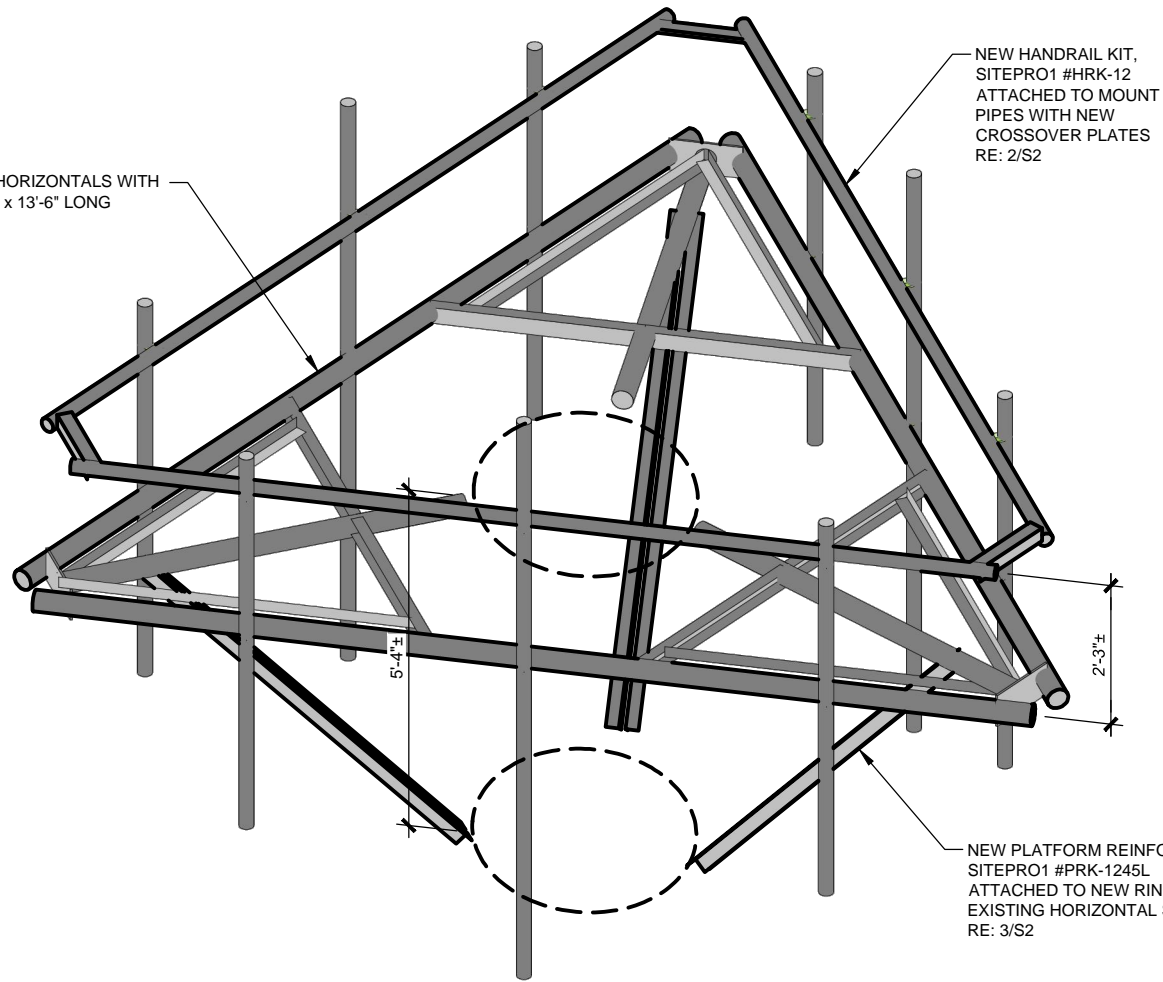 NEW HANDRAIL KIT,
SITEPRO1 #HRK-12
ATTACHED TO MOUNT
PIPES WITH NEW
CROSSOVER PLATES
RE: 2/S2
HORIZONTALS WITH
x 13'-6" LONG
5'-4"±
2'-3"±
NEW PLATFORM
SITEPRO1 #PRK-1245L
ATTACHED TO NEW
EXISTING HORIZONTAL
RE: 3/S2